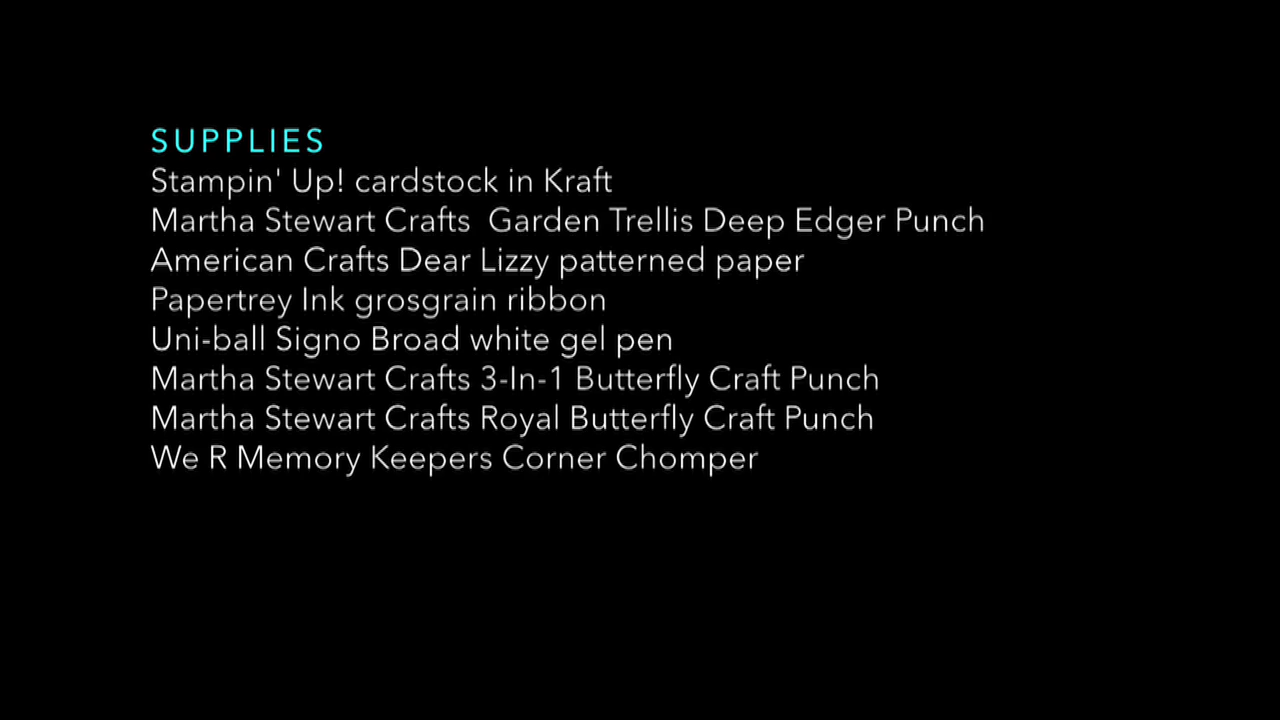 SUPPLIES
Stampin' Up! cardstock in Kraft
Martha Stewart Crafts  Garden Trellis Deep Edger Punch
American Crafts Dear Lizzy patterned paper
Papertrey Ink grosgrain ribbon
Uni-ball Signo Broad white gel pen
Martha Stewart Crafts 3-In-1 Butterfly Craft Punch
Martha Stewart Crafts Royal Butterfly Craft Punch
We R Memory Keepers Corner Chomper